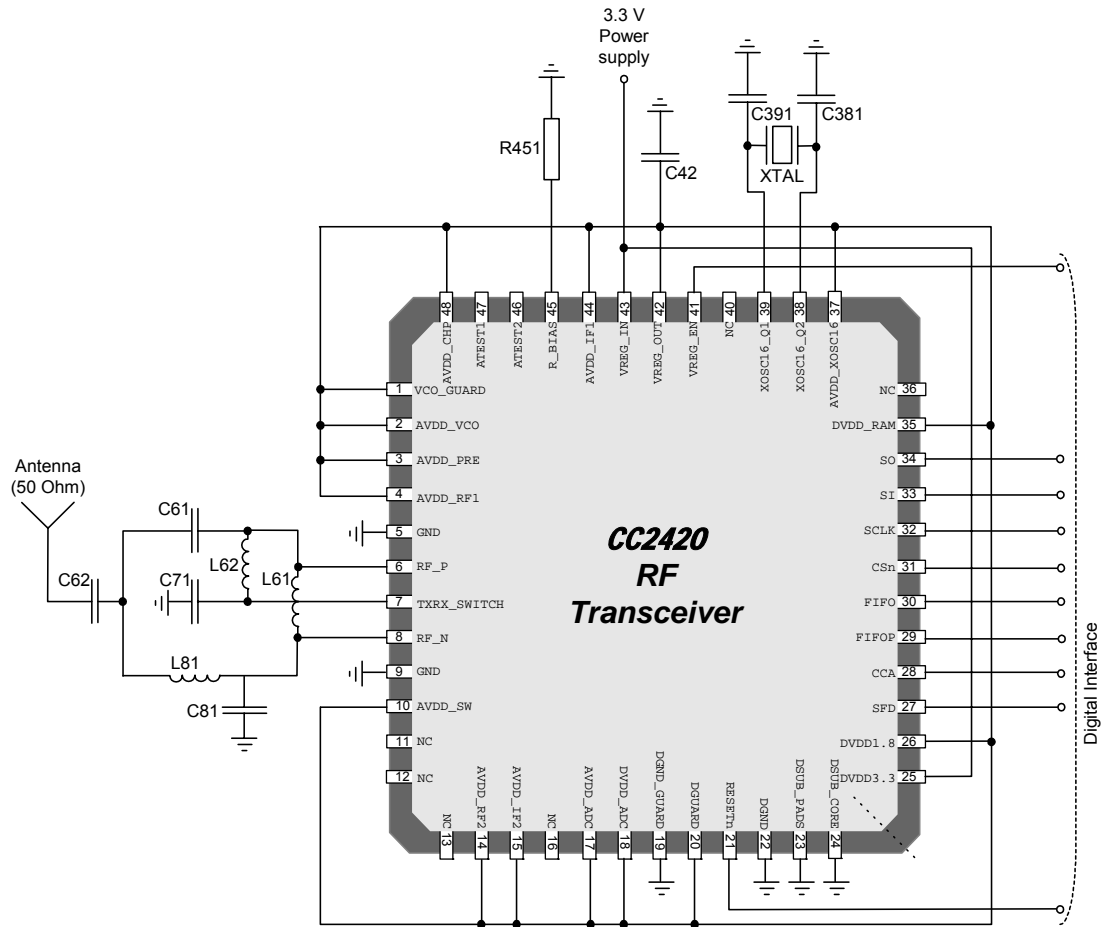 3.3 V
Power
supply
C391
C381
XTAL
R451
C42
48
47
46
45
44
43
42
41
40
39
38
37
AVDD_CHP
ATEST1
ATEST2
R_BIAS
AVDD_IF1
VREG_IN
VREG_OUT
VREG_EN
NC
XOSC16_Q1
XOSC16_Q2
AVDD_XOSC16
1 VCO_GUARD
2 AVDD_VCO
3 AVDD_PRE
4 AVDD_RF1
5 GND
6 RF_P
7 TXRX_SWITCH
8 RF_N
9 GND
10 AVDD_SW
11 NC
12 NC
Antenna
(50 Ohm)
C62
C61
L62
L61
C71
L81
C81
CC2420
RF
Transceiver
NC 36
DVDD_RAM 35
SO 34
SI 33
SCLK 32
CSn 31
FIFO 30
FIFOP 29
CCA 28
SFD 27
DVDD1.8 26
DVDD3.3 25
Digital Interface
NC
AVDD_RF2
AVDD_IF2
NC
AVDD_ADC
DVDD_ADC
DGND_GUARD
DGUARD
RESETn
DGND
DSUB_PADS
DSUB_CORE
13
14
15
16
17
18
19
20
21
22
23
24